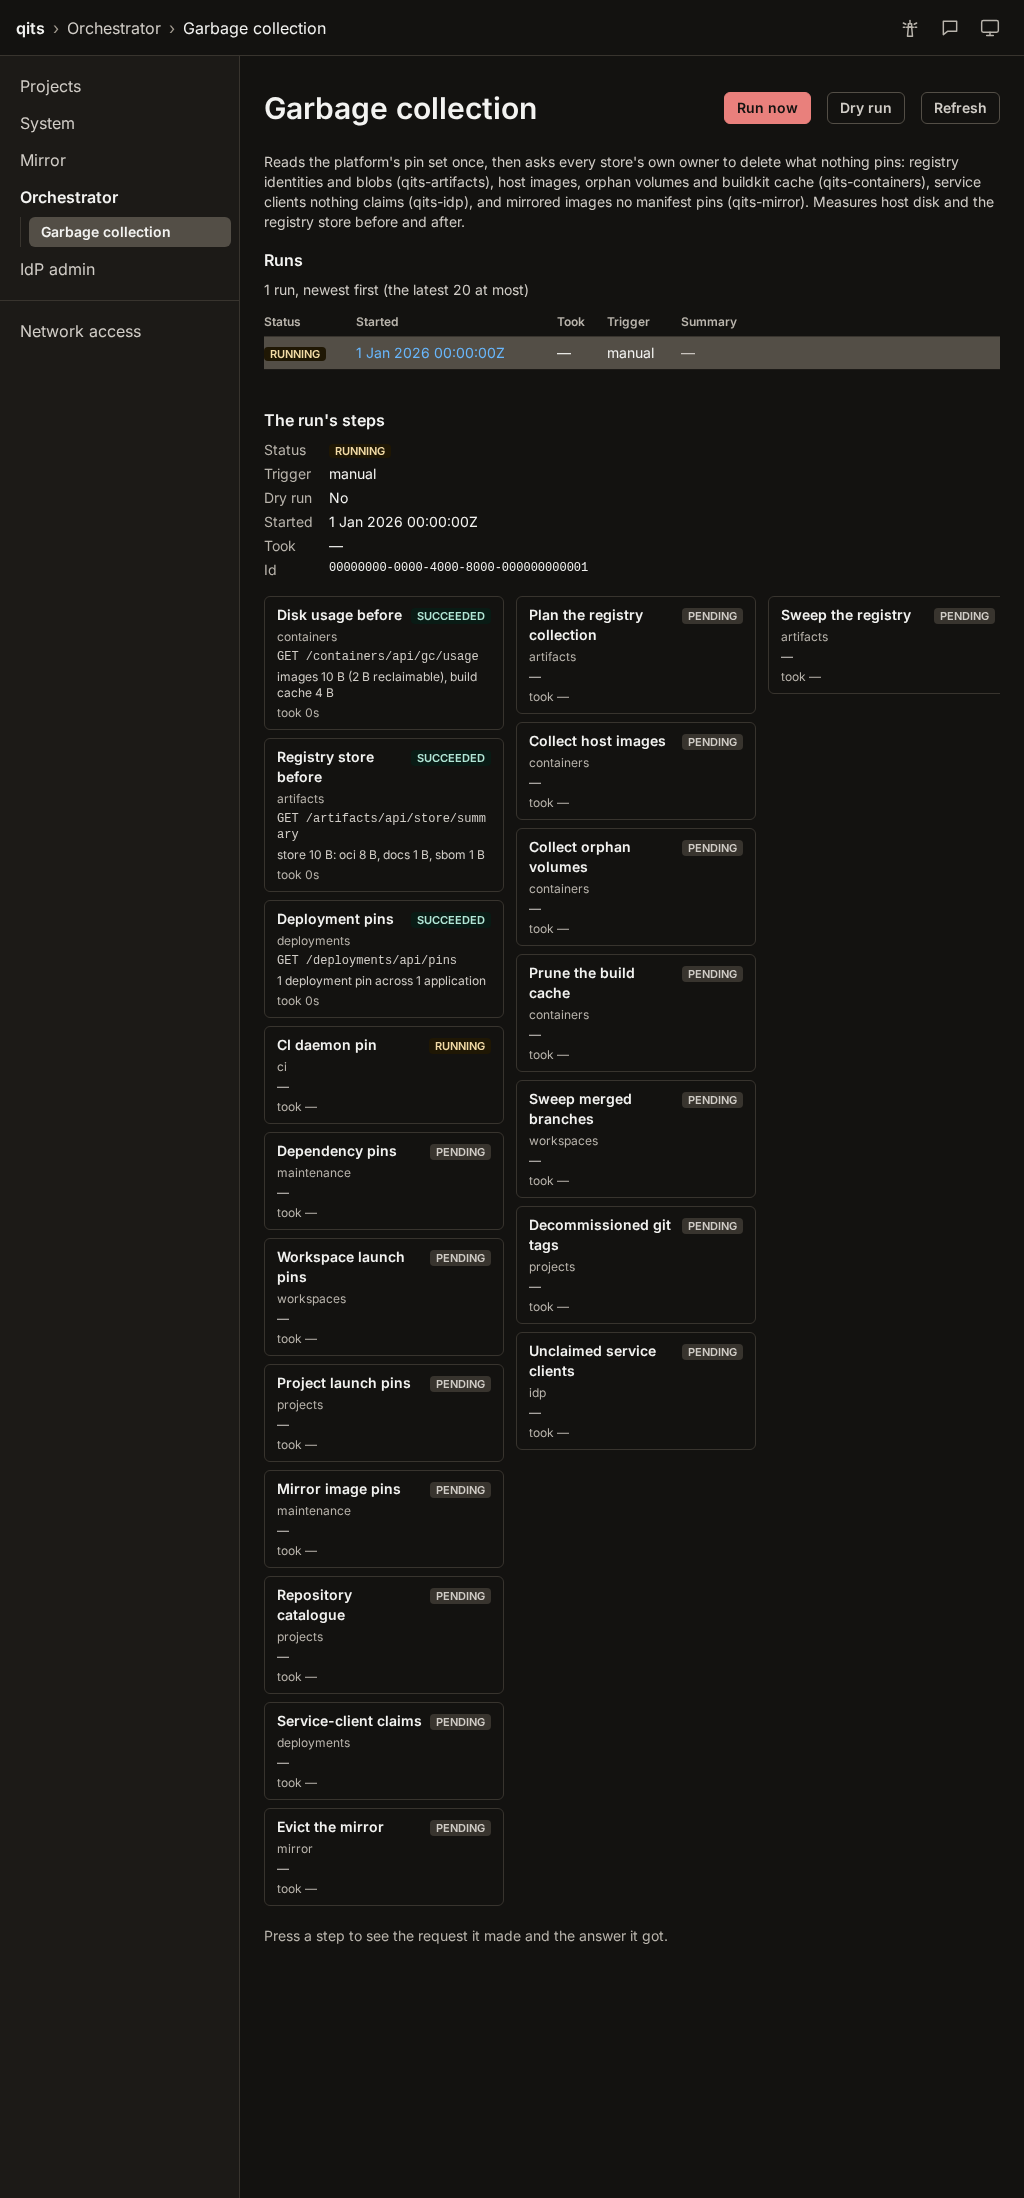 qits › Orchestrator › Garbage collection
Projects
System
Mirror
Orchestrator
Garbage collection
IdP admin
Network access
Garbage collection
Run now
Dry run
Refresh
Reads the platform's pin set once, then asks every store's own owner to delete what nothing pins: registry
identities and blobs (qits-artifacts), host images, orphan volumes and buildkit cache (qits-containers), service
clients nothing claims (qits-idp), and mirrored images no manifest pins (qits-mirror). Measures host disk and the
registry store before and after.
Runs
1 run, newest first (the latest 20 at most)
Status Started Took Trigger Summary
RUNNING 1 Jan 2026 00:00:00Z — manual —
The run's steps
Status RUNNING
Trigger manual
Dry run No
Started 1 Jan 2026 00:00:00Z
Took —
Id 00000000-0000-4000-8000-000000000001
Disk usage before SUCCEEDED
containers
GET /containers/api/gc/usage
images 10 B (2 B reclaimable), build
cache 4 B
took 0s
Registry store
before
SUCCEEDED
artifacts
GET /artifacts/api/store/summ
ary
store 10 B: oci 8 B, docs 1 B, sbom 1 B
took 0s
Deployment pins SUCCEEDED
deployments
GET /deployments/api/pins
1 deployment pin across 1 application
took 0s
CI daemon pin RUNNING
ci
—
took —
Dependency pins PENDING
maintenance
—
took —
Workspace launch
pins
PENDING
workspaces
—
took —
Project launch pins PENDING
projects
—
took —
Mirror image pins PENDING
maintenance
—
took —
Repository
catalogue
PENDING
projects
—
took —
Service-client claims PENDING
deployments
—
took —
Evict the mirror PENDING
mirror
—
took —
Plan the registry
collection
PENDING
artifacts
—
took —
Collect host images PENDING
containers
—
took —
Collect orphan
volumes
PENDING
containers
—
took —
Prune the build
cache
PENDING
containers
—
took —
Sweep merged
branches
PENDING
workspaces
—
took —
Decommissioned git
tags
PENDING
projects
—
took —
Unclaimed service
clients
PENDING
idp
—
took —
Sweep the registry PENDING
artifacts
—
took —
Press a step to see the request it made and the answer it got.